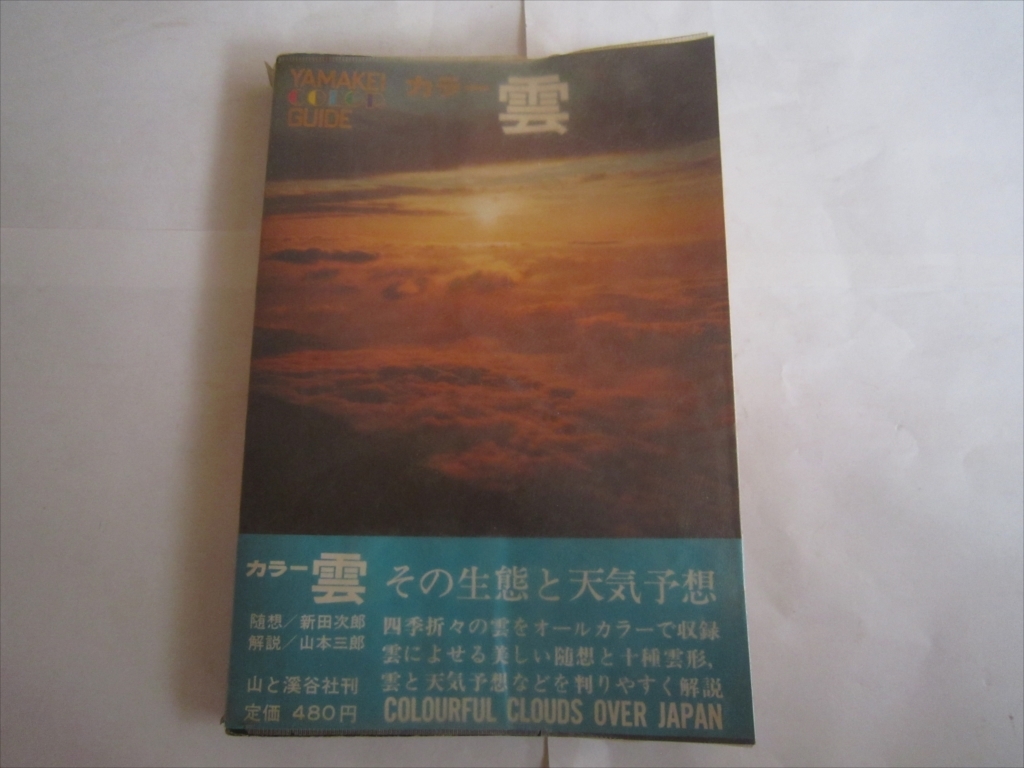 YAMAKEI
COLOR
GUIDE
カラー 雲
カラー雲
その生態と天気予想
随想／新田次郎
解説／山本三郎
四季折々の雲をオールカラーで収録
雲によせる美しい随想と十種雲形、
雲と天気予想などを判りやすく解説
山と溪谷社刊
定価 480円
COLOURFUL CLOUDS OVER JAPAN